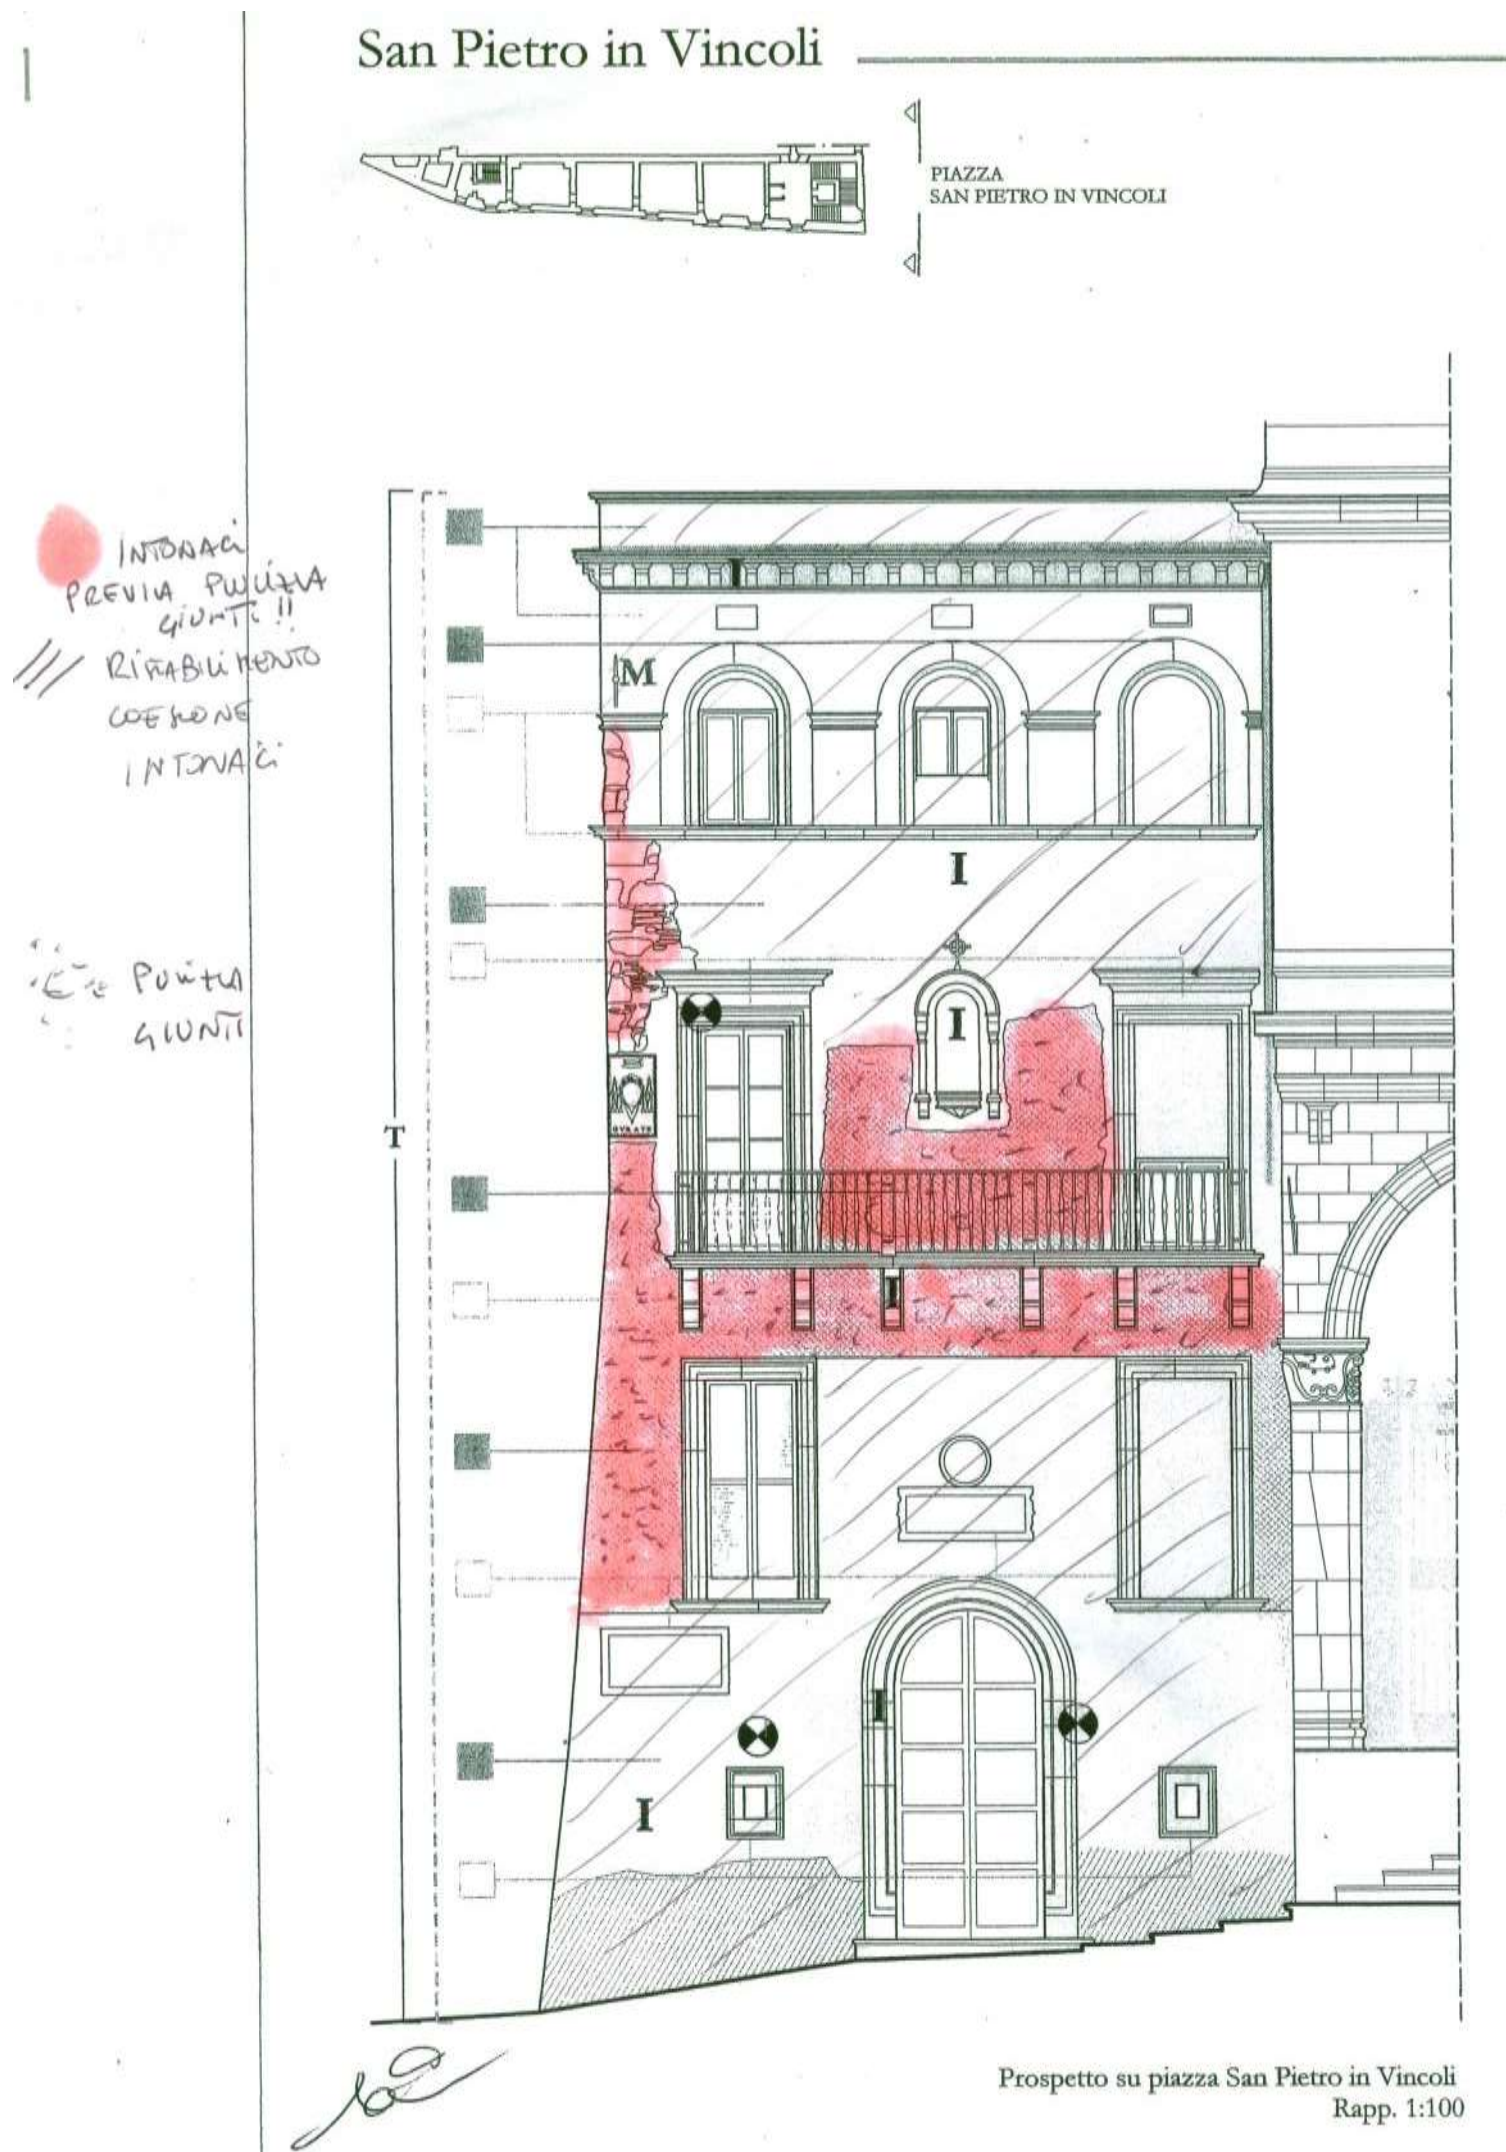 San Pietro in Vincoli
PIAZZA
SAN PIETRO IN VINCOLI
INTONACI
PREVIA PULIZIA
GIUNTI !!
/// RISTABILIMENTO
COESIONE
INTONACI
PULIZIA
GIUNTI
I
M
I
I
T
I
I
I
Prospetto su piazza San Pietro in Vincoli
Rapp. 1:100